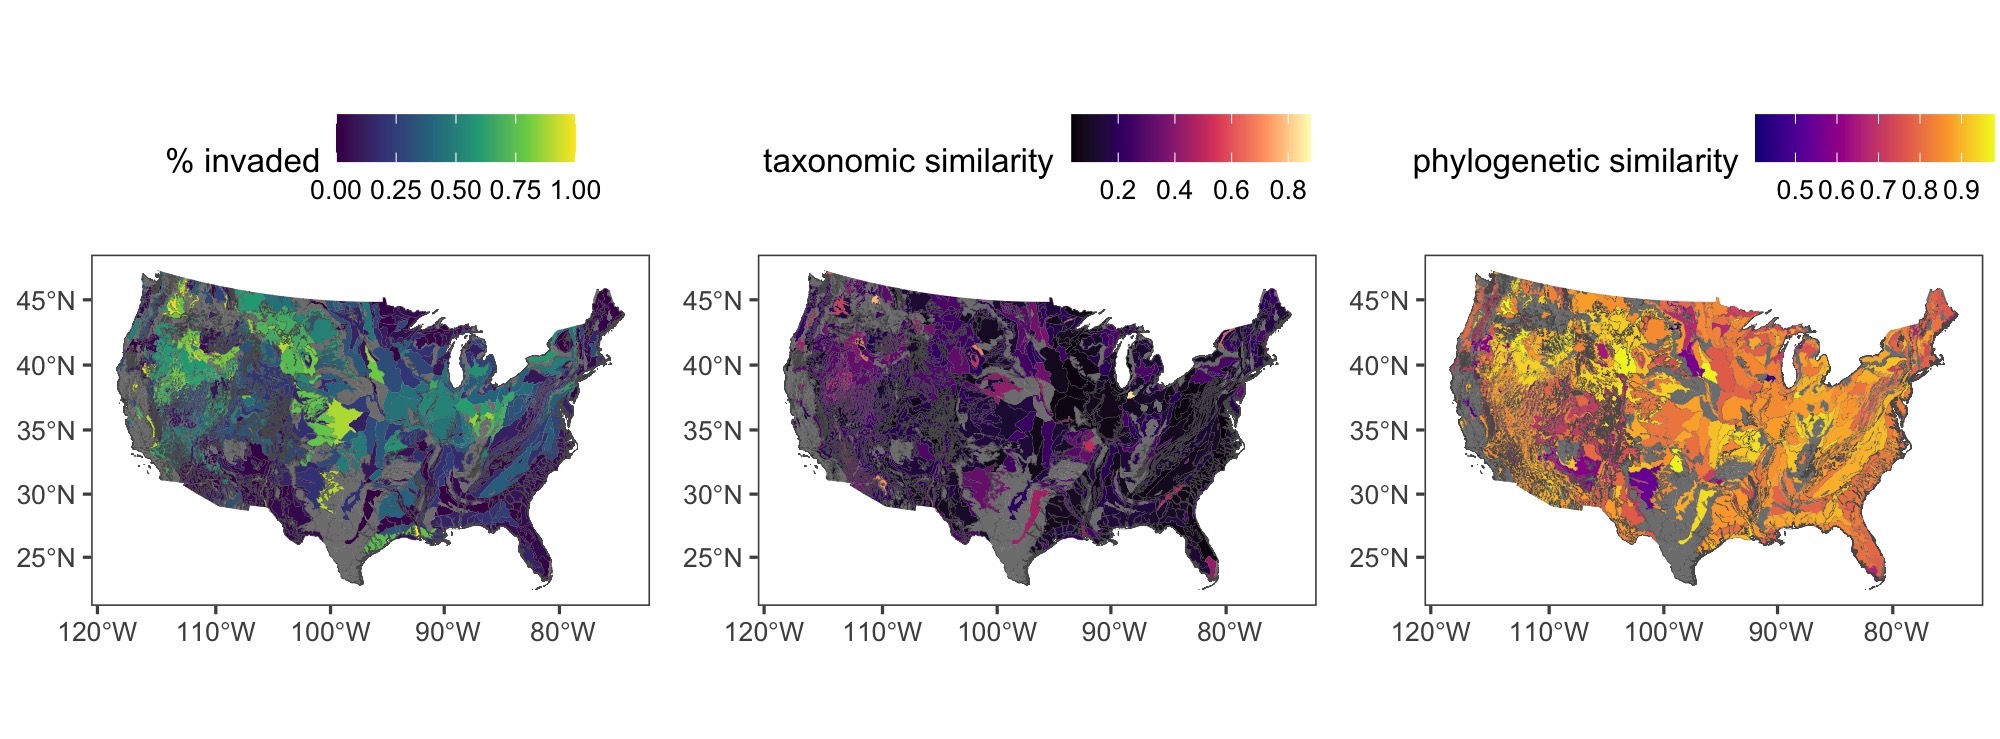 % invaded
0.00 0.25 0.50 0.75 1.00
taxonomic similarity
0.2 0.4 0.6 0.8
phylogenetic similarity
0.5 0.6 0.7 0.8 0.9
45°N
40°N
35°N
30°N
25°N
120°W 110°W 100°W 90°W 80°W
45°N
40°N
35°N
30°N
25°N
120°W 110°W 100°W 90°W 80°W
45°N
40°N
35°N
30°N
25°N
120°W 110°W 100°W 90°W 80°W